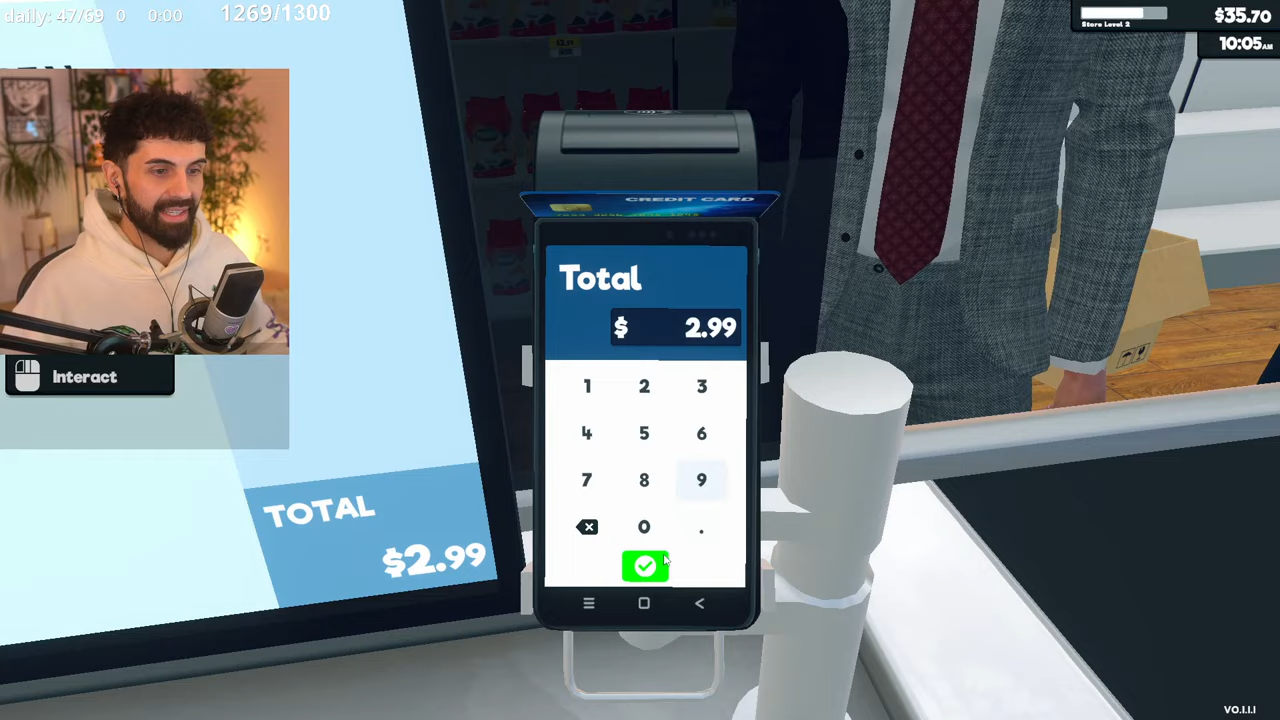 daily: 47/69 0 0:00 1269/1300
$35.70
Store Level 2
10:05AM
CREDIT CARD
Total
$ 2.99
1 2 3
4 5 6
7 8 9
0 .
Interact
TOTAL
$2.99
V0.1.1.1